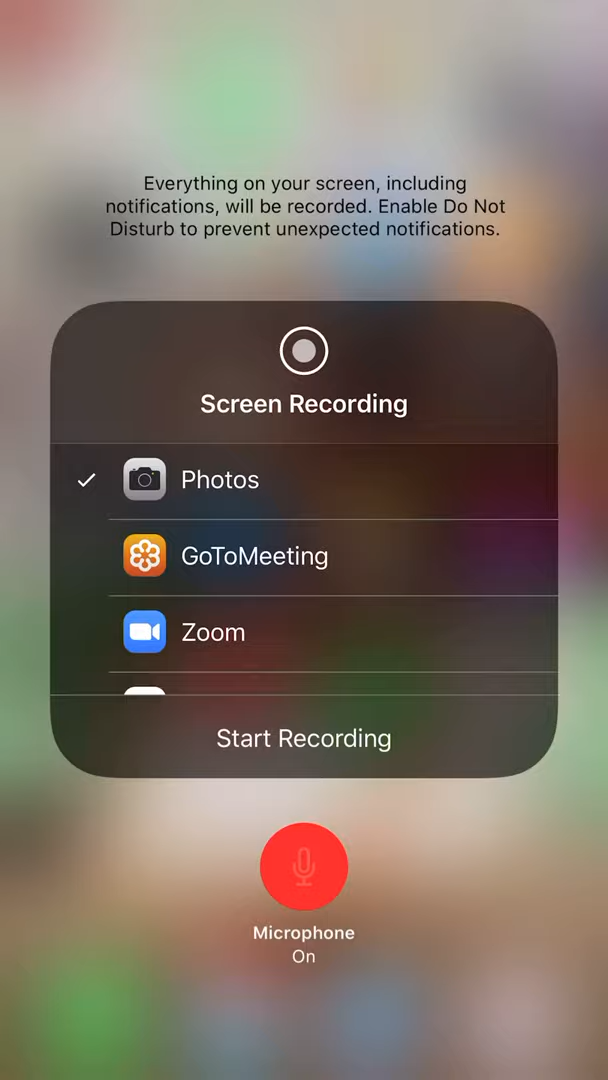 Everything on your screen, including
notifications, will be recorded. Enable Do Not
Disturb to prevent unexpected notifications.
Screen Recording
Photos
GoToMeeting
Zoom
Start Recording
Microphone
On